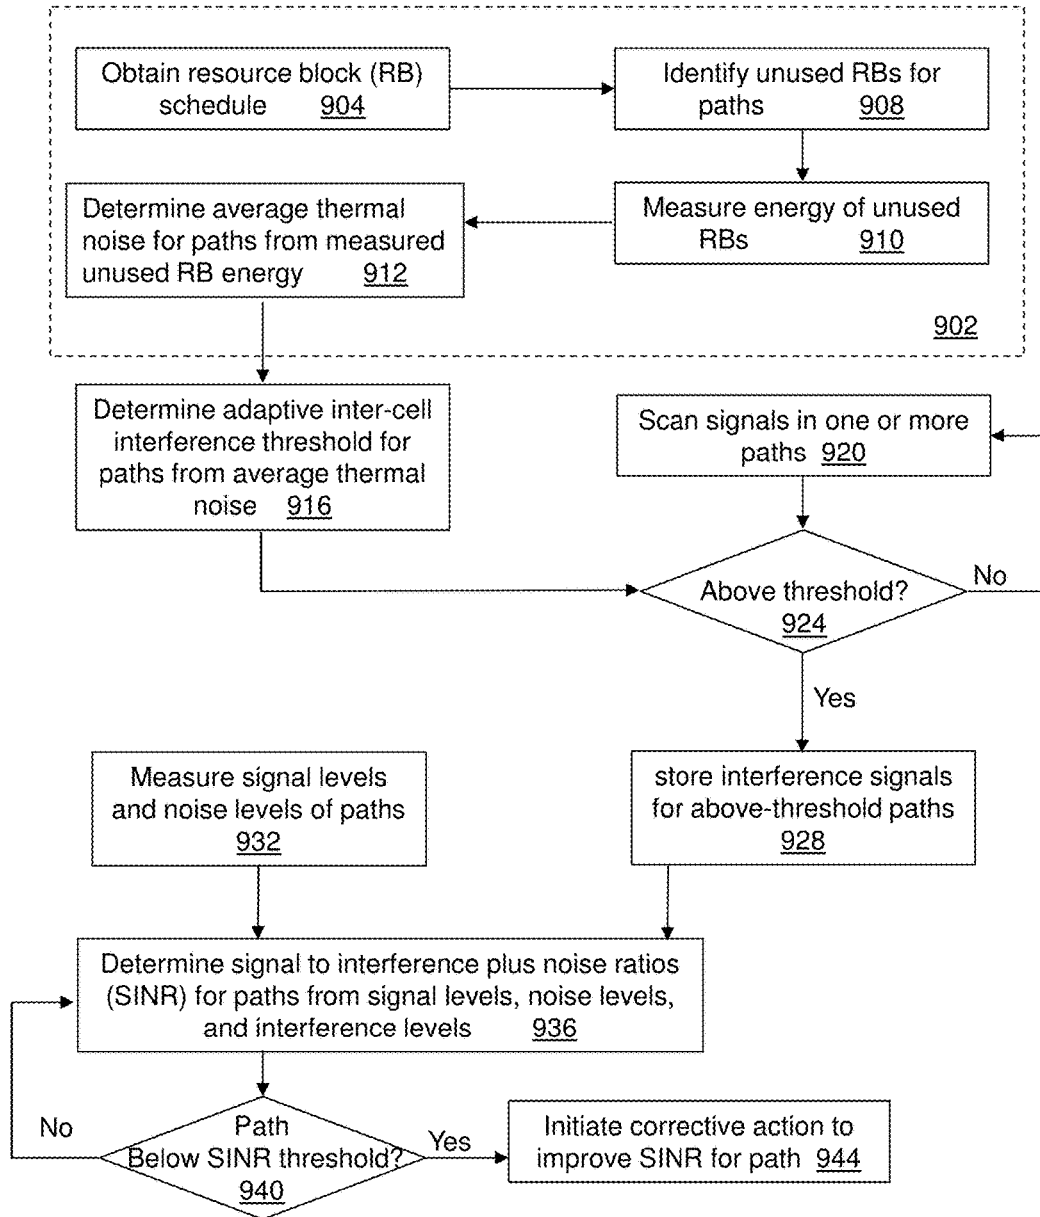 Obtain resource block (RB)
schedule 904
Identify unused RBs for
paths 908
Determine average thermal
noise for paths from measured
unused RB energy 912
Measure energy of unused
RBs 910
902
Determine adaptive inter-cell
interference threshold for
paths from average thermal
noise 916
Scan signals in one or more
paths 920
Above threshold?
924
No
Yes
Measure signal levels
and noise levels of paths
932
store interference signals
for above-threshold paths
928
Determine signal to interference plus noise ratios
(SINR) for paths from signal levels, noise levels,
and interference levels 936
No
Path
Below SINR threshold?
940
Yes
Initiate corrective action to
improve SINR for path 944